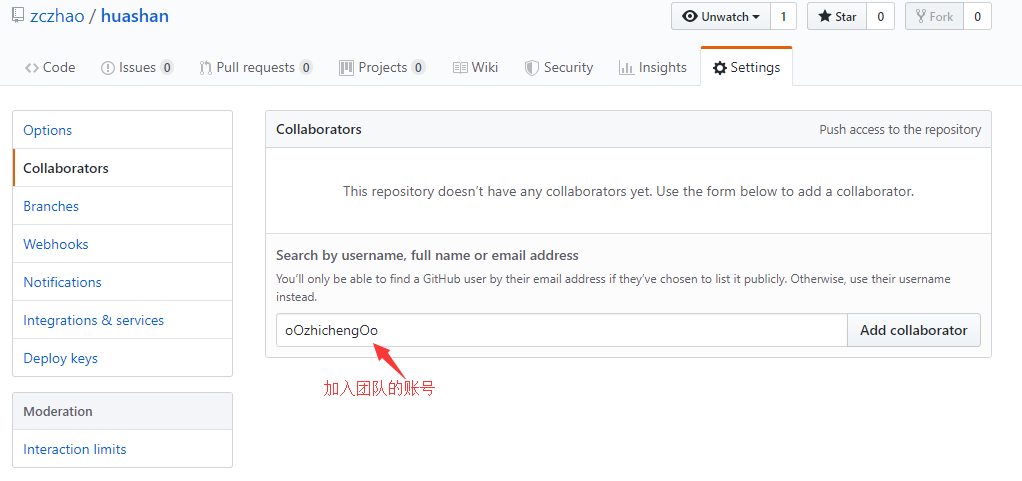 zczhao / huashan
Unwatch 1 Star 0 Fork 0
Code Issues 0 Pull requests 0 Projects 0 Wiki Security Insights Settings
Options
Collaborators
Branches
Webhooks
Notifications
Integrations & services
Deploy keys
Moderation
Interaction limits
Collaborators Push access to the repository
This repository doesn't have any collaborators yet. Use the form below to add a collaborator.
Search by username, full name or email address
You'll only be able to find a GitHub user by their email address if they've chosen to list it publicly. Otherwise, use their username
instead.
oOzhichengOo Add collaborator
加入团队的账号